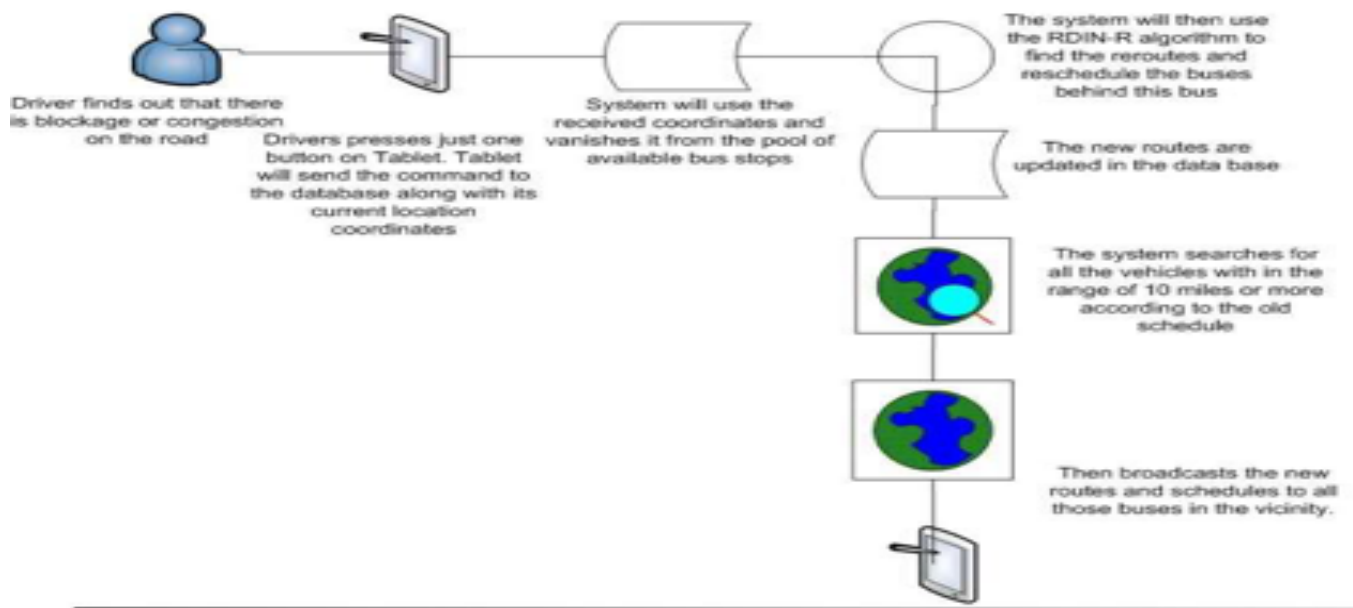 Driver finds out that there
is blockage or congestion
on the road
Drivers presses just one
button on Tablet. Tablet
will send the command to
the database along with its
current location
coordinates
System will use the
received coordinates and
vanishes it from the pool of
available bus stops
The system will then use
the RDIN-R algorithm to
find the reroutes and
reschedule the buses
behind this bus
The new routes are
updated in the data base
The system searches for
all the vehicles with in the
range of 10 miles or more
according to the old
schedule
Then broadcasts the new
routes and schedules to all
those buses in the vicinity.